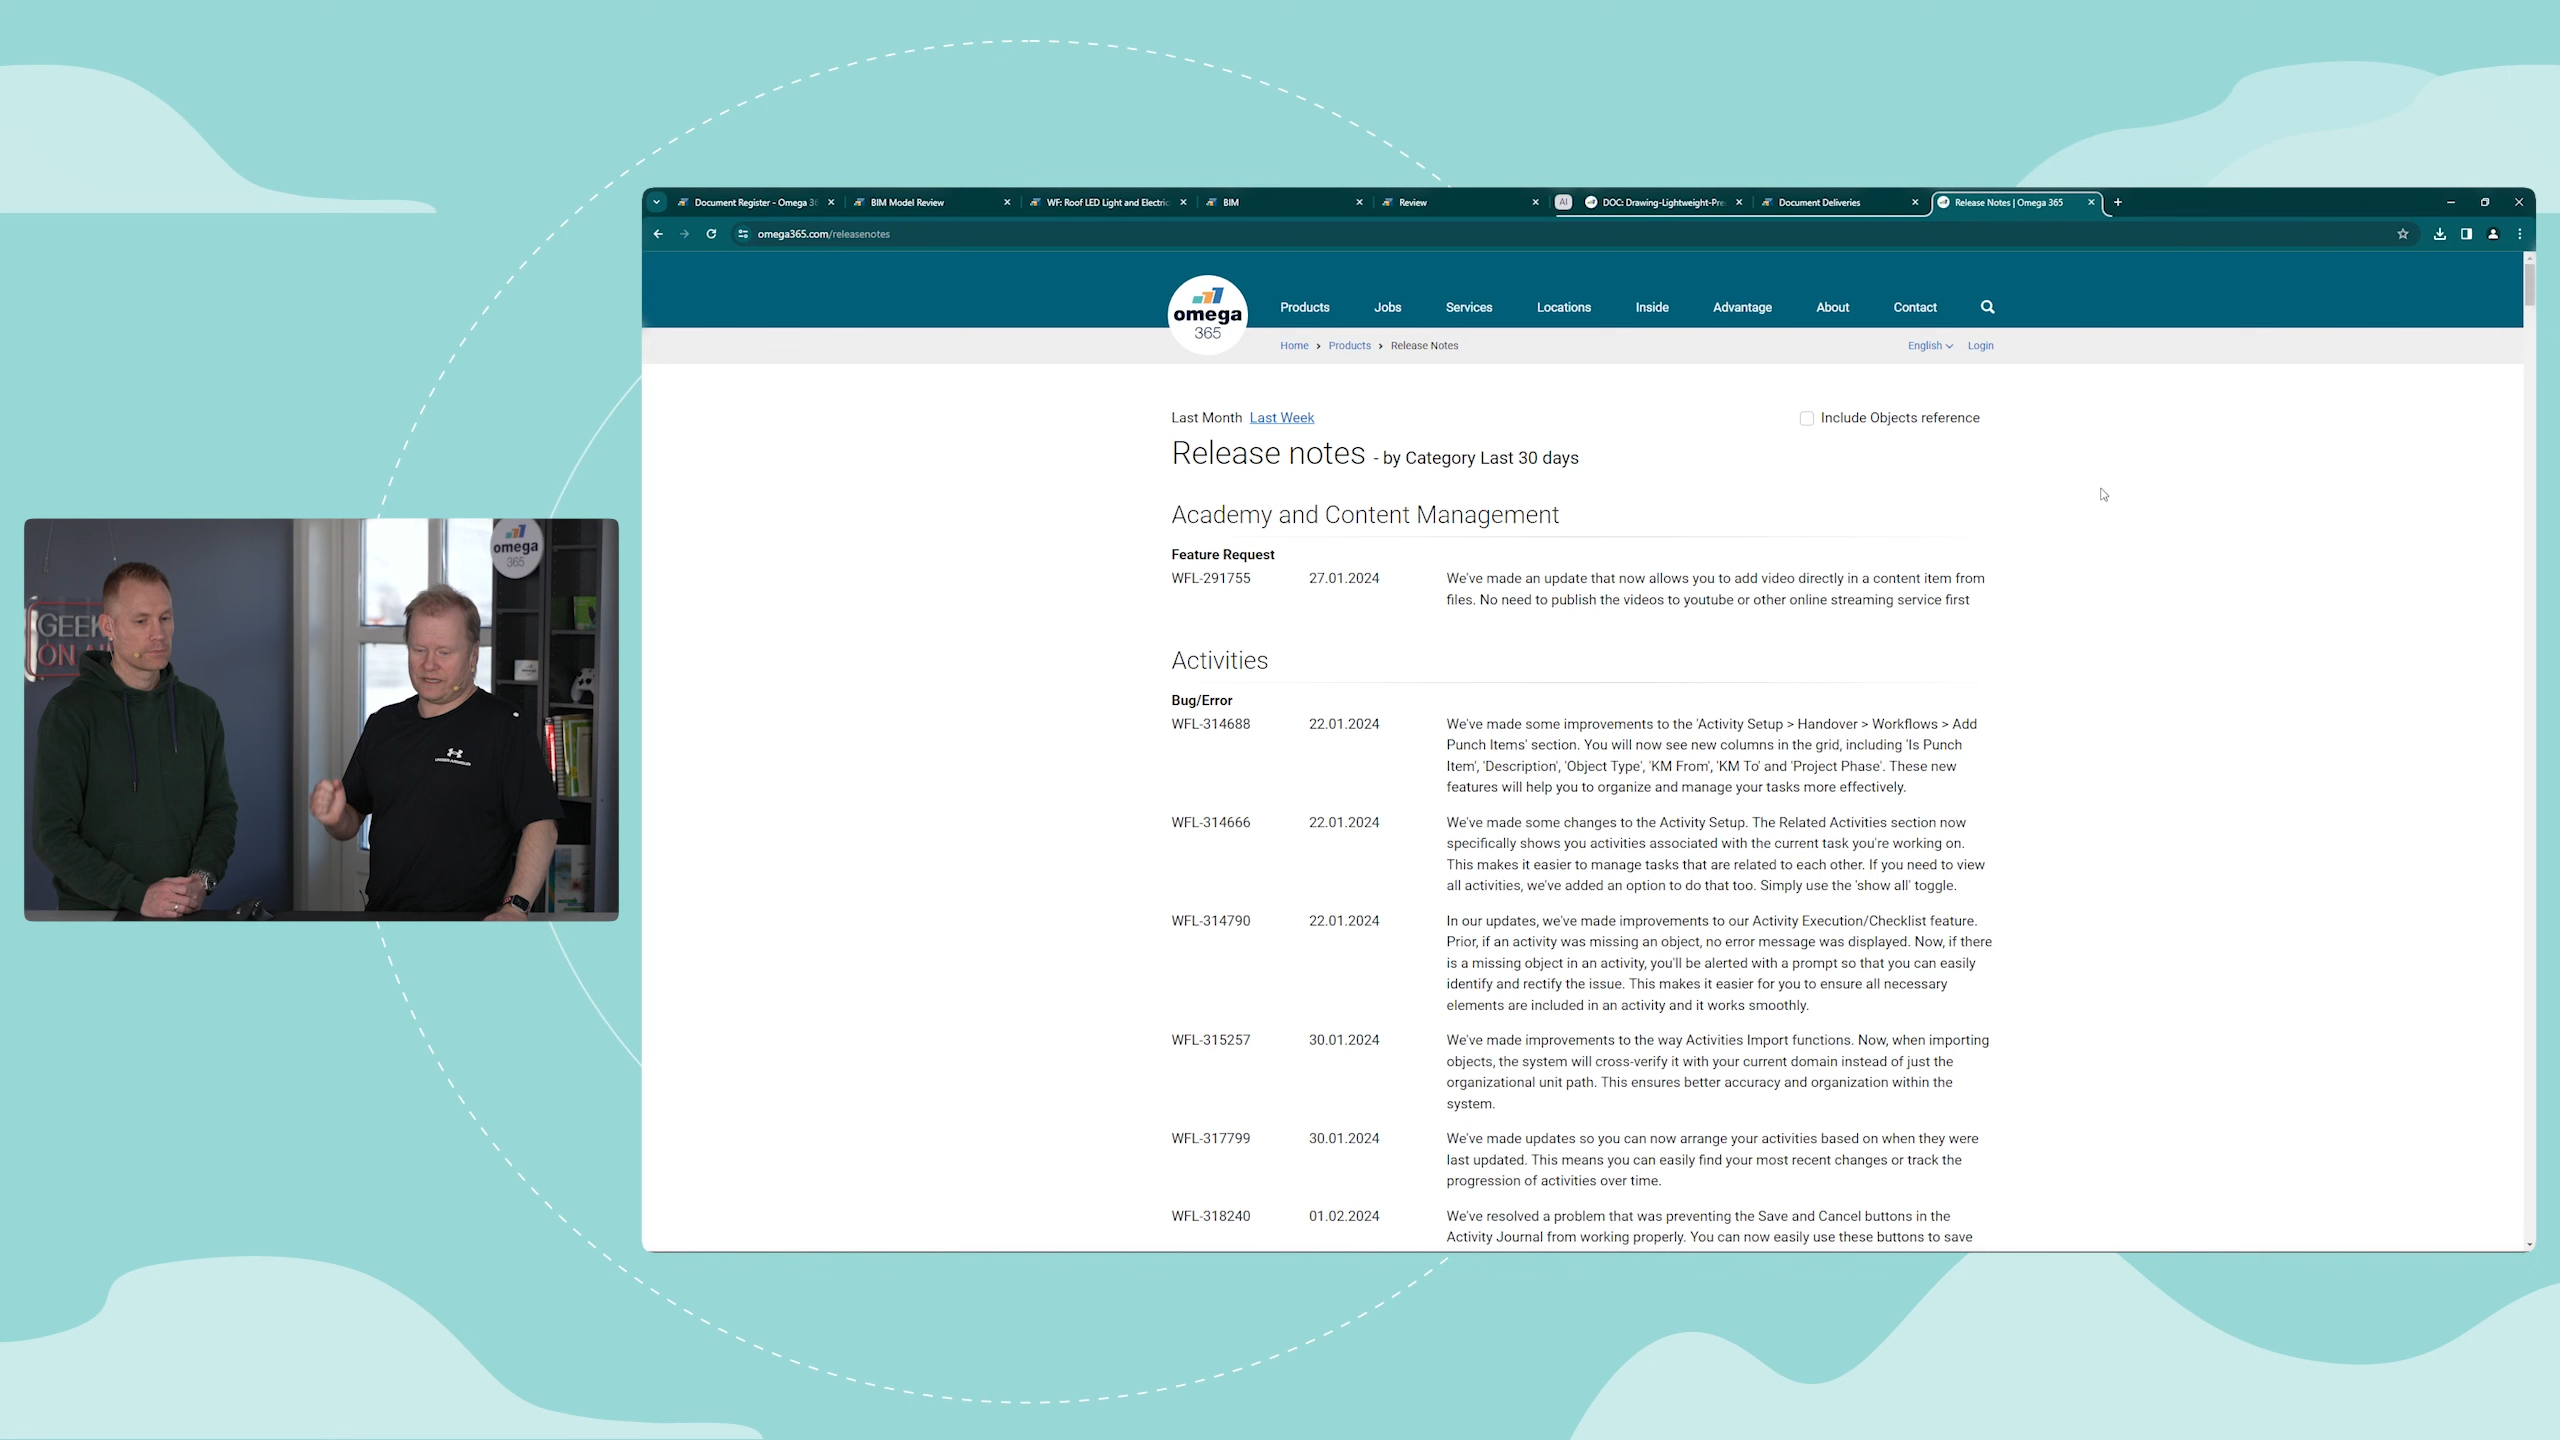 Document Register - Omega 36
BIM Model Review
WF: Roof LED Light and Electric
BIM
Review
AI
DOC: Drawing-Lightweight-Pre
Document Deliveries
Release Notes | Omega 365
omega365.com/releasenotes
omega
365
Products
Jobs
Services
Locations
Inside
Advantage
About
Contact
Home > Products > Release Notes
English
Login
Last Month Last Week
Include Objects reference
Release notes - by Category Last 30 days
Academy and Content Management
Feature Request
WFL-291755 27.01.2024 We've made an update that now allows you to add video directly in a content item from
files. No need to publish the videos to youtube or other online streaming service first
Activities
Bug/Error
WFL-314688 22.01.2024 We've made some improvements to the 'Activity Setup > Handover > Workflows > Add
Punch Items' section. You will now see new columns in the grid, including 'Is Punch
Item', 'Description', 'Object Type', 'KM From', 'KM To' and 'Project Phase'. These new
features will help you to organize and manage your tasks more effectively.
WFL-314666 22.01.2024 We've made some changes to the Activity Setup. The Related Activities section now
specifically shows you activities associated with the current task you're working on.
This makes it easier to manage tasks that are related to each other. If you need to view
all activities, we've added an option to do that too. Simply use the 'show all' toggle.
WFL-314790 22.01.2024 In our updates, we've made improvements to our Activity Execution/Checklist feature.
Prior, if an activity was missing an object, no error message was displayed. Now, if there
is a missing object in an activity, you'll be alerted with a prompt so that you can easily
identify and rectify the issue. This makes it easier for you to ensure all necessary
elements are included in an activity and it works smoothly.
WFL-315257 30.01.2024 We've made improvements to the way Activities Import functions. Now, when importing
objects, the system will cross-verify it with your current domain instead of just the
organizational unit path. This ensures better accuracy and organization within the
system.
WFL-317799 30.01.2024 We've made updates so you can now arrange your activities based on when they were
last updated. This means you can easily find your most recent changes or track the
progression of activities over time.
WFL-318240 01.02.2024 We've resolved a problem that was preventing the Save and Cancel buttons in the
Activity Journal from working properly. You can now easily use these buttons to save
omega
365
GEEK
ON AI
UNDER ARMOUR